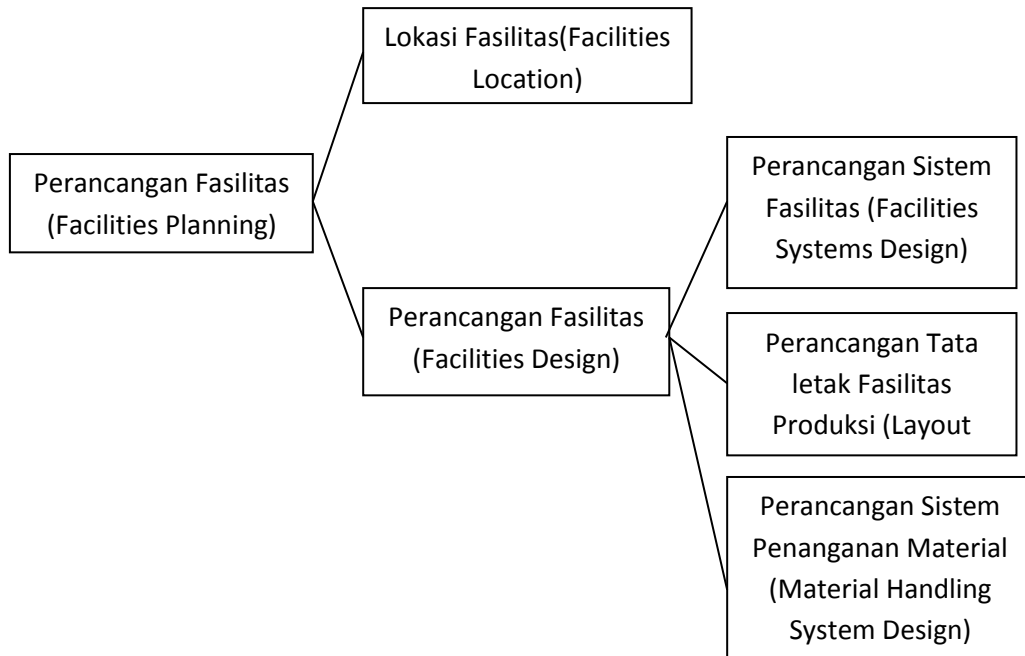 Lokasi Fasilitas(Facilities
Location)
Perancangan Fasilitas
(Facilities Planning)
Perancangan Sistem
Fasilitas (Facilities
Systems Design)
Perancangan Fasilitas
(Facilities Design)
Perancangan Tata
letak Fasilitas
Produksi (Layout
Perancangan Sistem
Penanganan Material
(Material Handling
System Design)